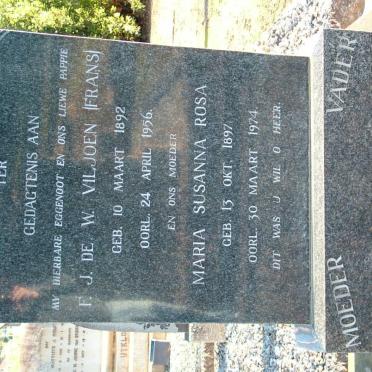 TER
GEDAGTENIS AAN
MY DIERBARE EGGENOOT EN ONS LIEWE PAPPIE
F. J. DE. W. VILJOEN (FRANS)
GEB. 10 MAART 1892
OORL. 24 APRIL 1956.
EN ONS MOEDER
MARIA SUSANNA ROSA
GEB. 13 OKT. 1897.
OORL. 30 MAART 1974.
DIT WAS U WIL O HEER.
MOEDER VADER